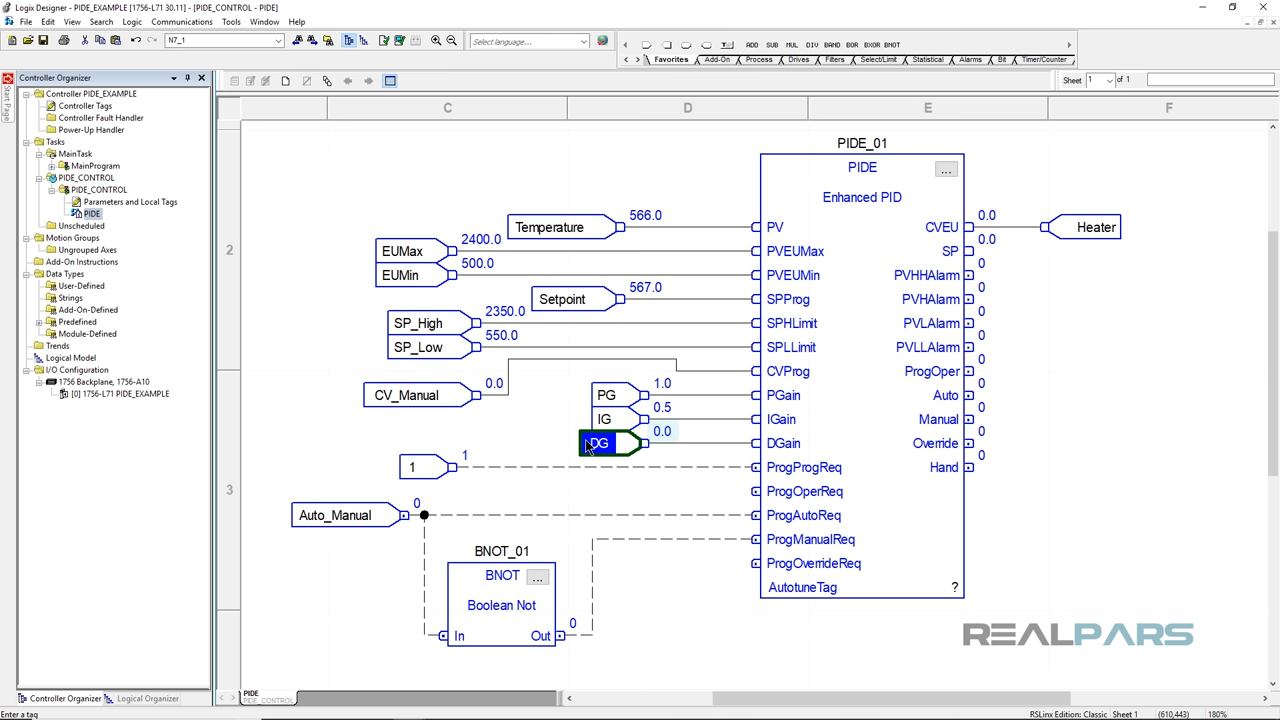 Logix Designer - PIDE_EXAMPLE [1756-L71 30.11] - [PIDE_CONTROL - PIDE]
File Edit View Search Logic Communications Tools Window Help
N7_1
Select language...
ADD SUB MUL DIV BAND BOR BXOR BNOT
Favorites Add-On Process Drives Filters Select/Limit Statistical Alarms Bit Timer/Counter
Controller Organizer
Sheet 1 of 1
Start Page
Controller PIDE_EXAMPLE
Controller Tags
Controller Fault Handler
Power-Up Handler
Tasks
MainTask
MainProgram
PIDE_CONTROL
PIDE_CONTROL
Parameters and Local Tags
PIDE
Unscheduled
Motion Groups
Ungrouped Axes
Add-On Instructions
Data Types
User-Defined
Strings
Add-On-Defined
Predefined
Module-Defined
Trends
Logical Model
I/O Configuration
1756 Backplane, 1756-A10
[0] 1756-L71 PIDE_EXAMPLE
C D E F
2
3
PIDE_01
PIDE ...
Enhanced PID
Temperature 566.0 PV CVEU 0.0 Heater
EUMax 2400.0 PVEUMax SP 0.0
EUMin 500.0 PVEUMin PVHHAlarm 0
Setpoint 567.0 SPProg PVHAlarm 0
SP_High 2350.0 SPHLimit PVLAlarm 0
SP_Low 550.0 SPLLimit PVLLAlarm 0
CVProg ProgOper 0
CV_Manual 0.0
PG 1.0 PGain Auto 0
IG 0.5 IGain Manual 0
DG 0.0 DGain Override 0
1 1 ProgProgReq Hand 0
ProgOperReq
Auto_Manual 0 ProgAutoReq
ProgManualReq
ProgOverrideReq
AutotuneTag ?
BNOT_01
BNOT ...
Boolean Not
In Out 0
REALPARS
Controller Organizer Logical Organizer
PIDE
PIDE_CONTROL
Enter a tag
RSLinx Edition: Classic Sheet 1 (610,443) 180%